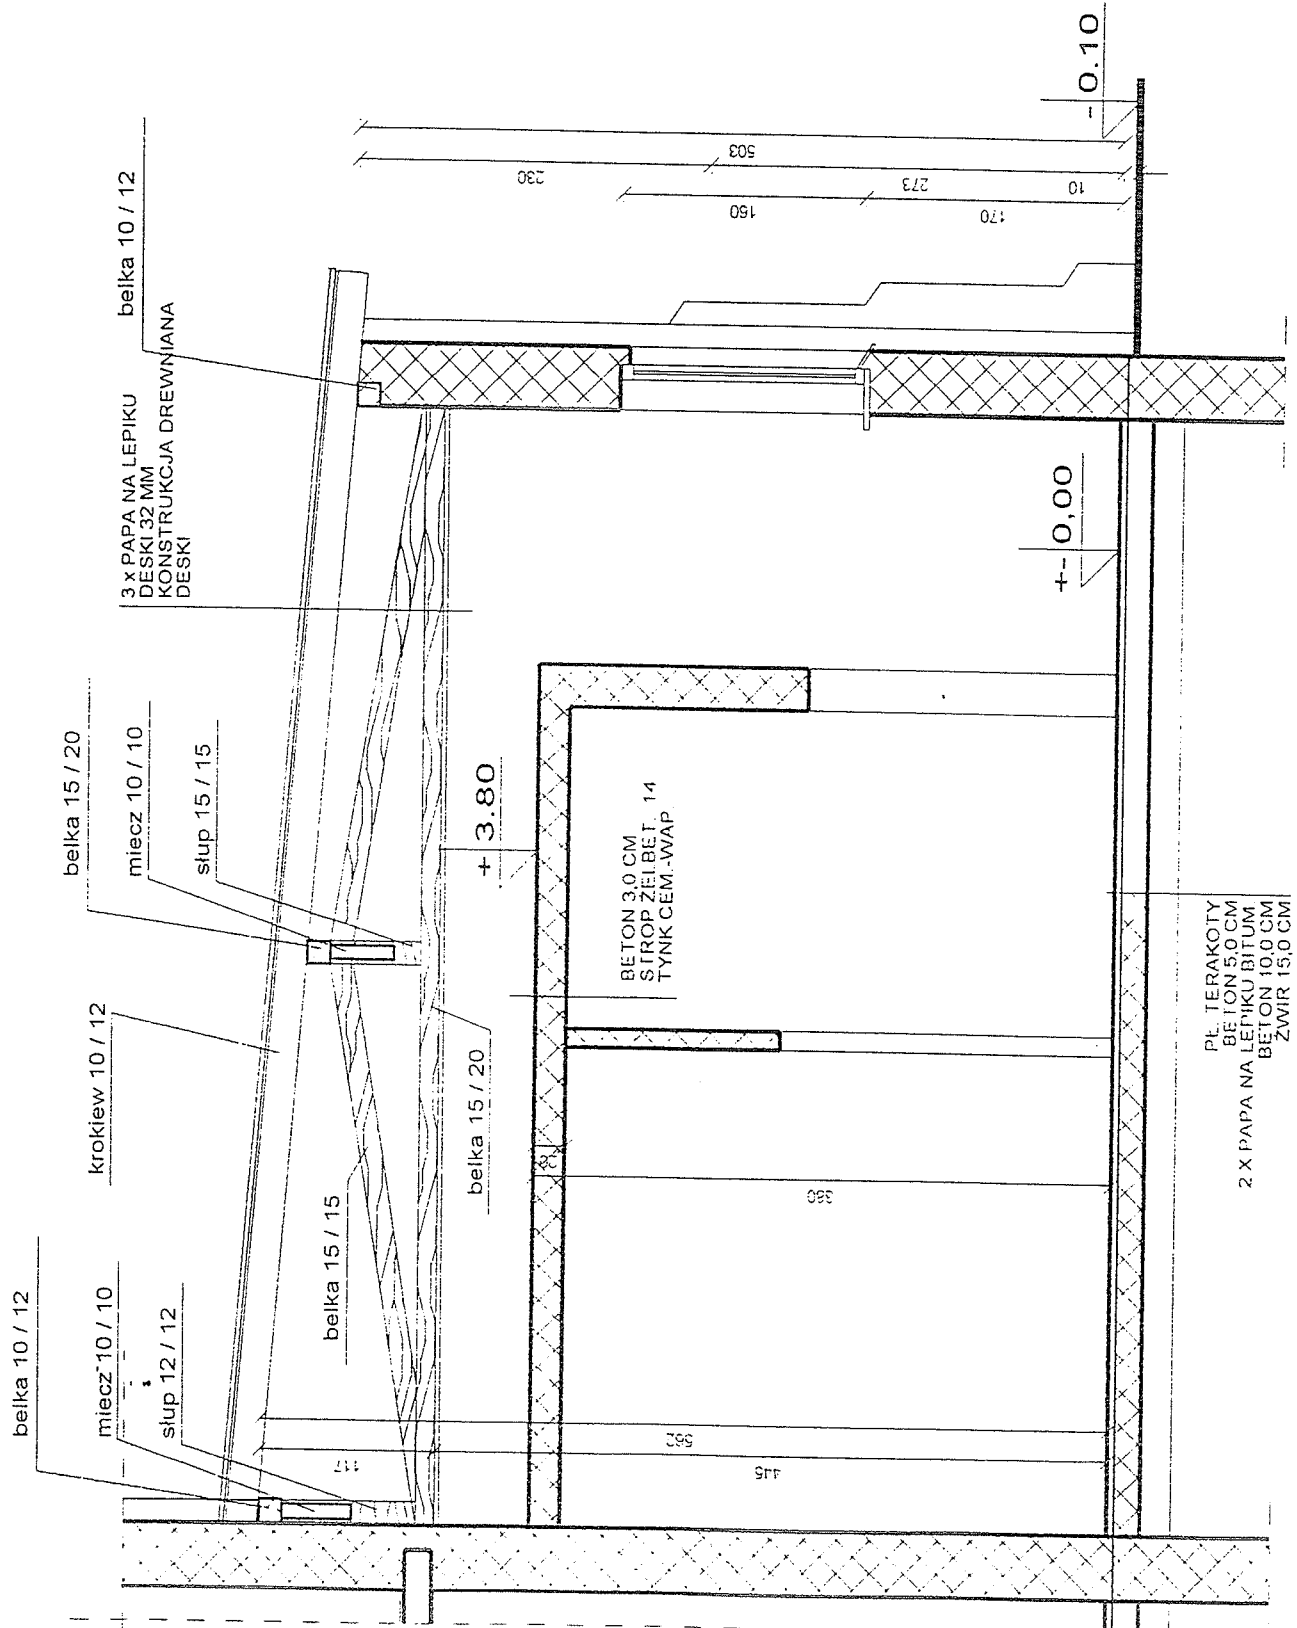 belka 10 / 12
miecz 10 / 10
słup 12 / 12
krokiew 10 / 12
belka 15 / 20
miecz 10 / 10
słup 15 / 15
3 x PAPA NA LEPIKU
DESKI 32 MM
KONSTRUKCJA DREWNIANA
DESKI
belka 10 / 12
belka 15 / 15
belka 15 / 20
+ 3.80
BETON 3,0 CM
STROP ŻELBET. 14
TYNK CEM.-WAP
+- 0,00
- 0.10
503
230
273
10
160
170
117
562
445
380
PŁ. TERAKOTY
BETON 5,0 CM
2 X PAPA NA LEPIKU BITUM
BETON 10,0 CM
ŻWIR 15,0 CM